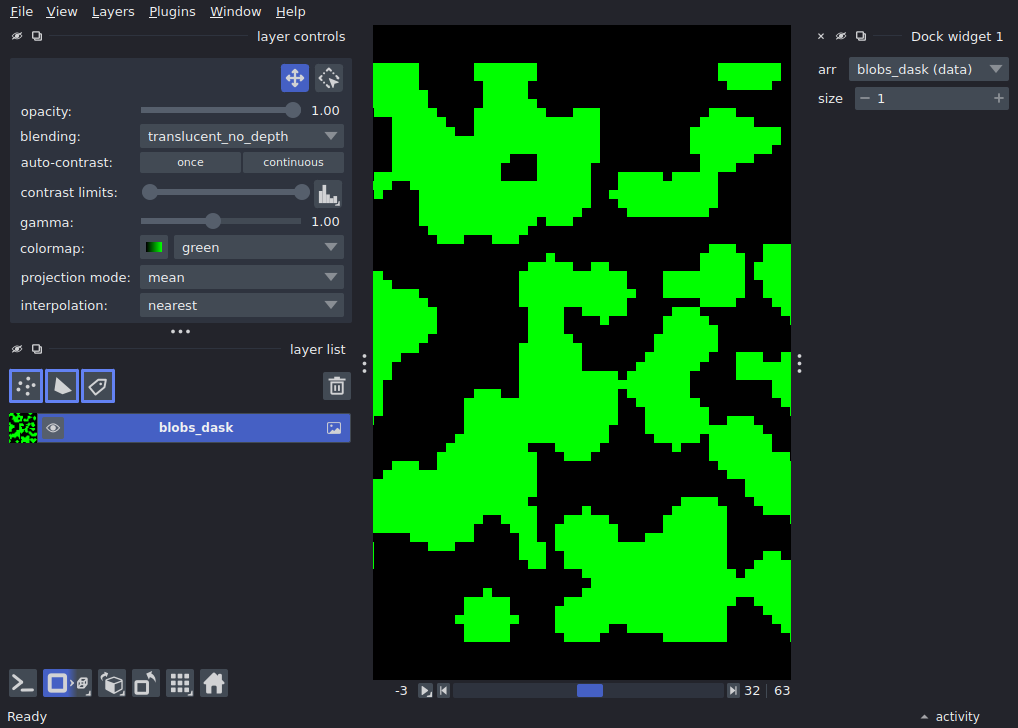 File View Layers Plugins Window Help
layer controls
opacity: 1.00
blending: translucent_no_depth
auto-contrast: once continuous
contrast limits:
gamma: 1.00
colormap: green
projection mode: mean
interpolation: nearest
layer list
blobs_dask
-3 32 63
Dock widget 1
arr blobs_dask (data)
size 1
Ready
activity